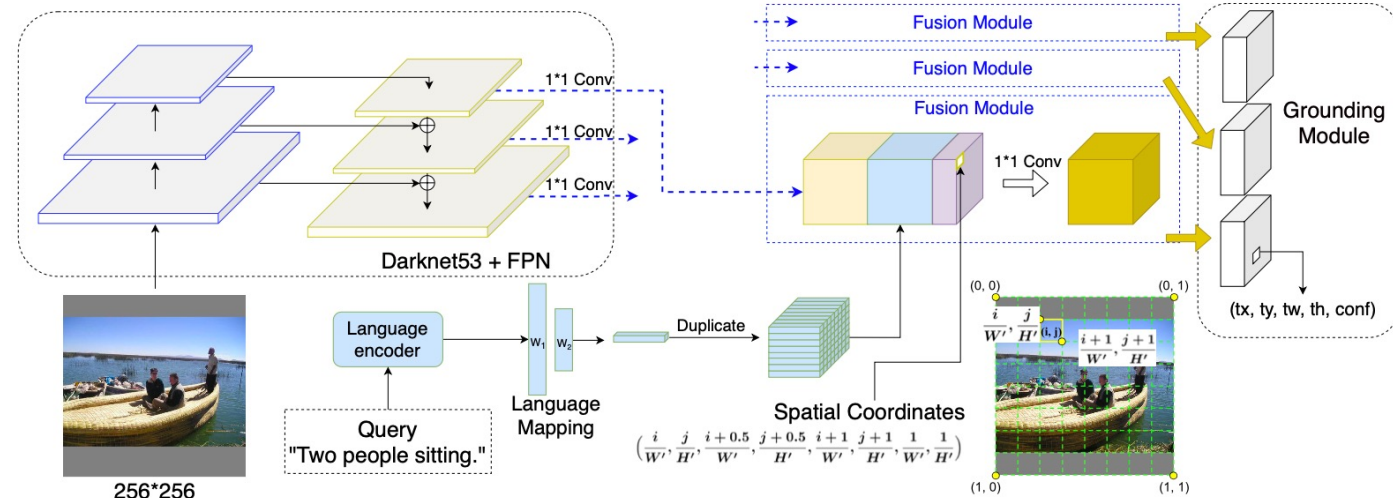 Fusion Module
Fusion Module
Fusion Module
1*1 Conv
1*1 Conv
1*1 Conv
1*1 Conv
Grounding
Module
Darknet53 + FPN
(tx, ty, tw, th, conf)
256*256
Language
encoder
Query
"Two people sitting."
w₁
w₂
Language
Mapping
Duplicate
Spatial Coordinates
(i/W′, j/H′, i+0.5/W′, j+0.5/H′, i+1/W′, j+1/H′, 1/W′, 1/H′)
(0, 0)
(0, 1)
i/W′, j/H′
(i, j)
i+1/W′, j+1/H′
(1, 0)
(1, 1)